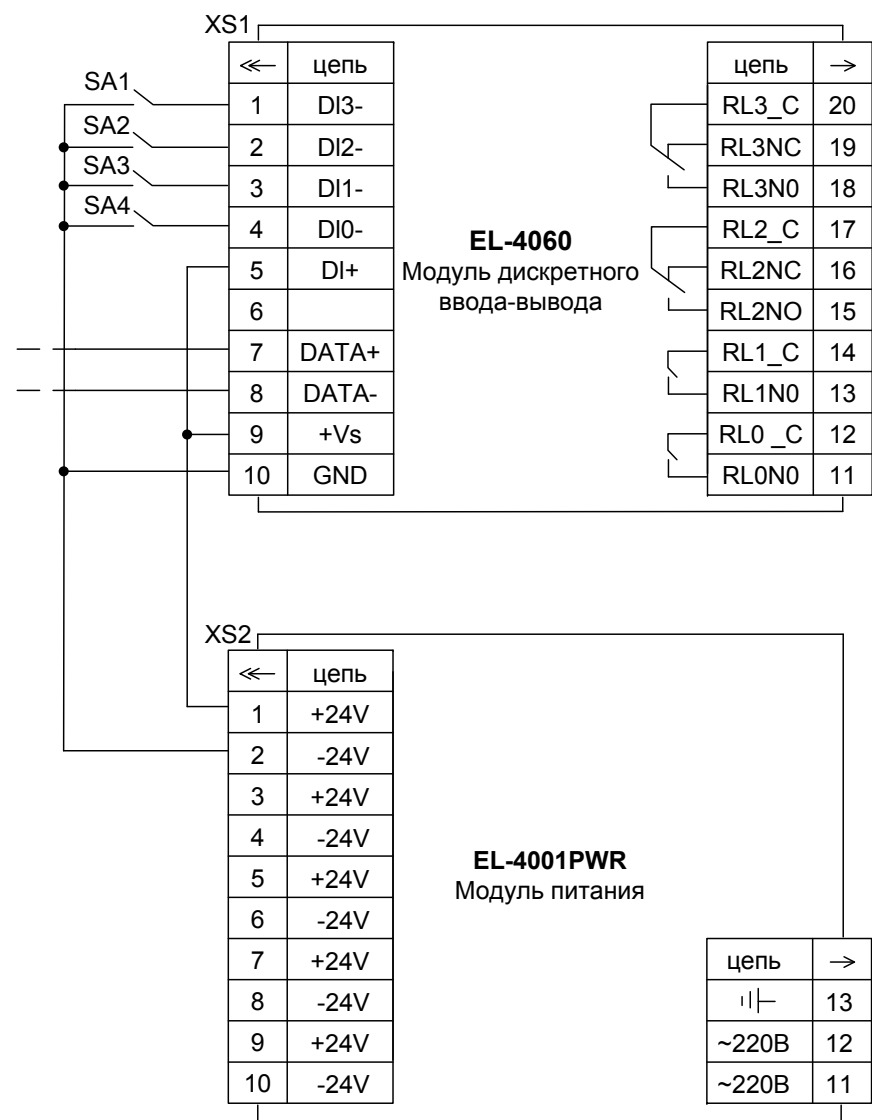 XS1
цепь
1 DI3-
2 DI2-
3 DI1-
4 DI0-
5 DI+
6
7 DATA+
8 DATA-
9 +Vs
10 GND
SA1
SA2
SA3
SA4
EL-4060
Модуль дискретного
ввода-вывода
цепь
RL3_C 20
RL3NC 19
RL3N0 18
RL2_C 17
RL2NC 16
RL2NO 15
RL1_C 14
RL1N0 13
RL0 _C 12
RL0N0 11
XS2
цепь
1 +24V
2 -24V
3 +24V
4 -24V
5 +24V
6 -24V
7 +24V
8 -24V
9 +24V
10 -24V
EL-4001PWR
Модуль питания
цепь
13
~220В 12
~220В 11